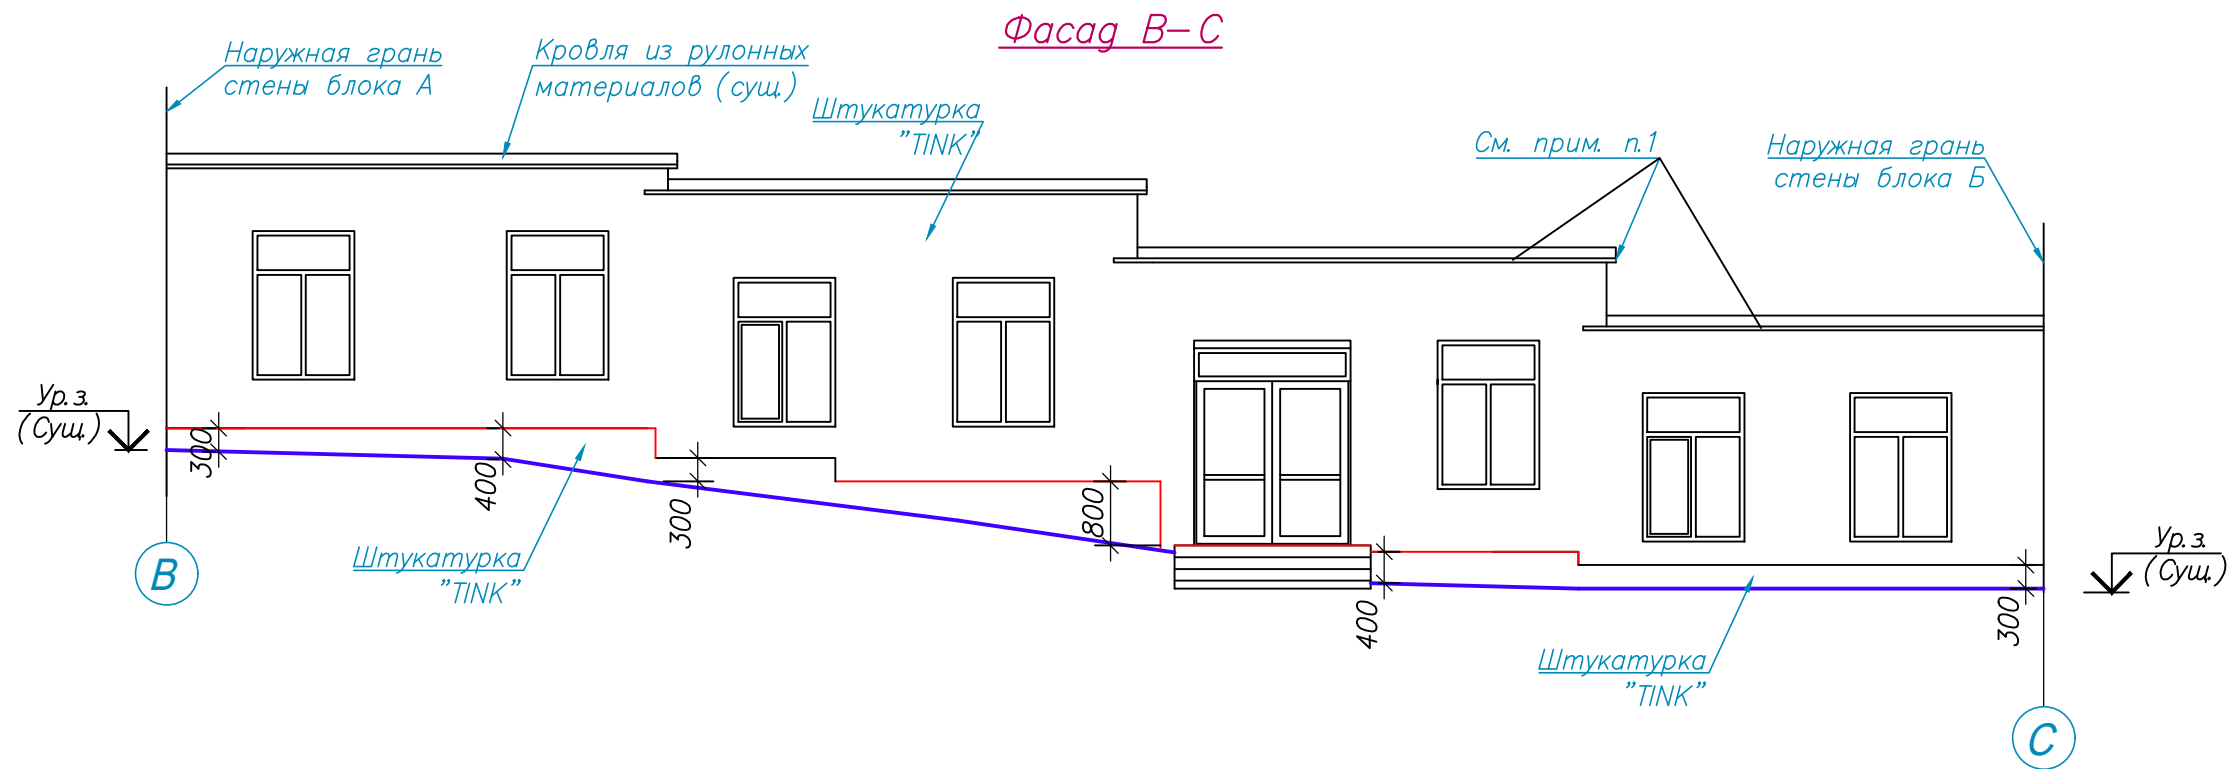 Фасад В-С
Наружная грань
стены блока А
Кровля из рулонных
материалов (сущ.)
Штукатурка
"TINK"
См. прим. п.1
Наружная грань
стены блока Б
Ур.з.
(Сущ.)
300
400
300
800
400
300
Ур.з.
(Сущ.)
Штукатурка
"TINK"
Штукатурка
"TINK"
В
С